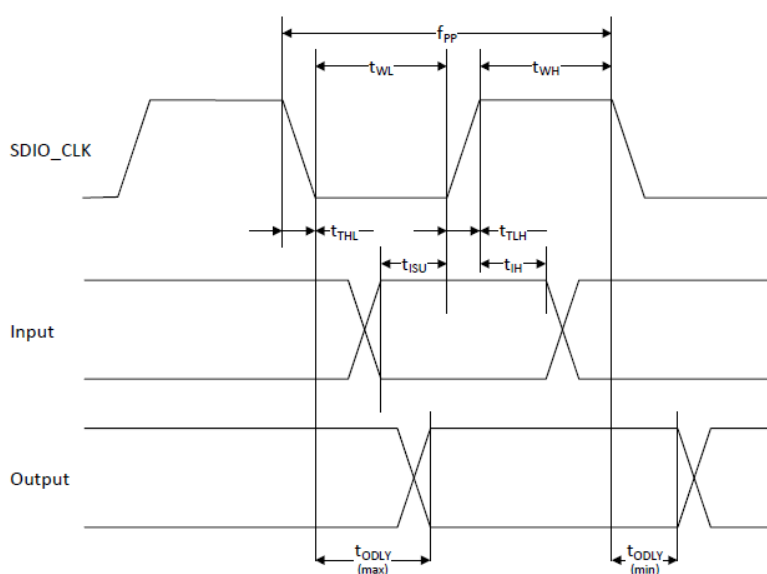 fPP
tWL
tWH
SDIO_CLK
tTHL
tTLH
tISU
tIH
Input
Output
tODLY
(max)
tODLY
(min)